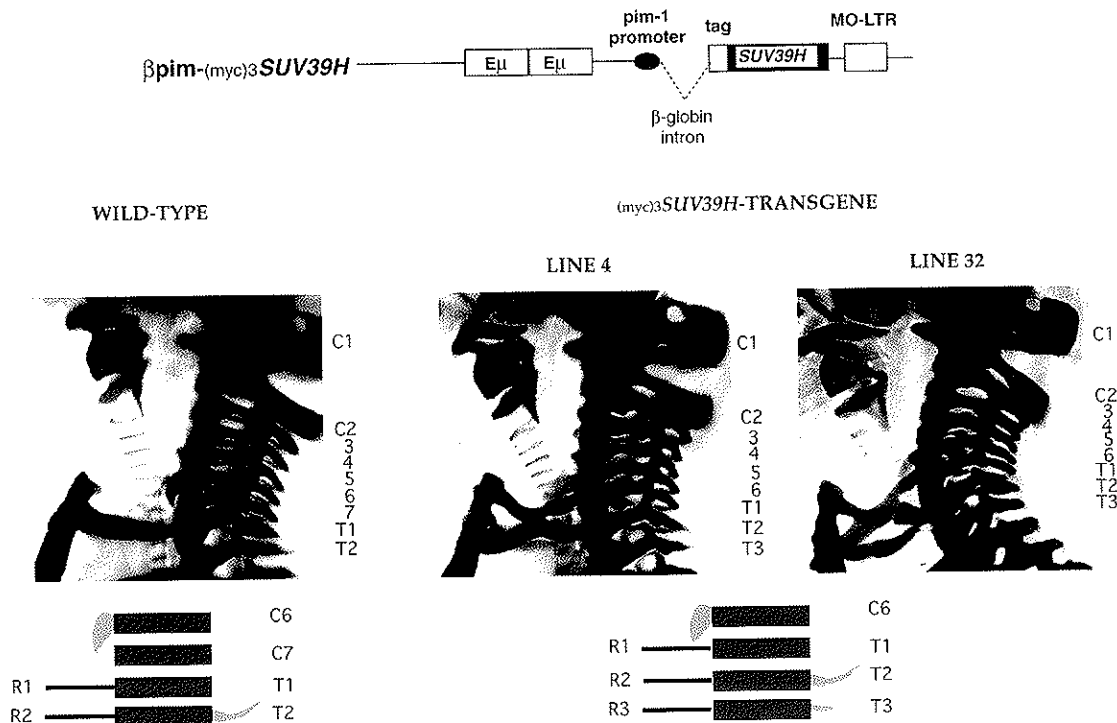 pim-1
promoter
tag
MO-LTR
βpim-(myc)3SUV39H
Eµ
Eµ
SUV39H
β-globin
intron
WILD-TYPE
(myc)3SUV39H-TRANSGENE
LINE 4
LINE 32
C1
C2
3
4
5
6
7
T1
T2
C1
C2
3
4
5
6
T1
T2
T3
C1
C2
3
4
5
6
T1
T2
T3
C6
C7
R1
T1
R2
T2
C6
R1
T1
R2
T2
R3
T3